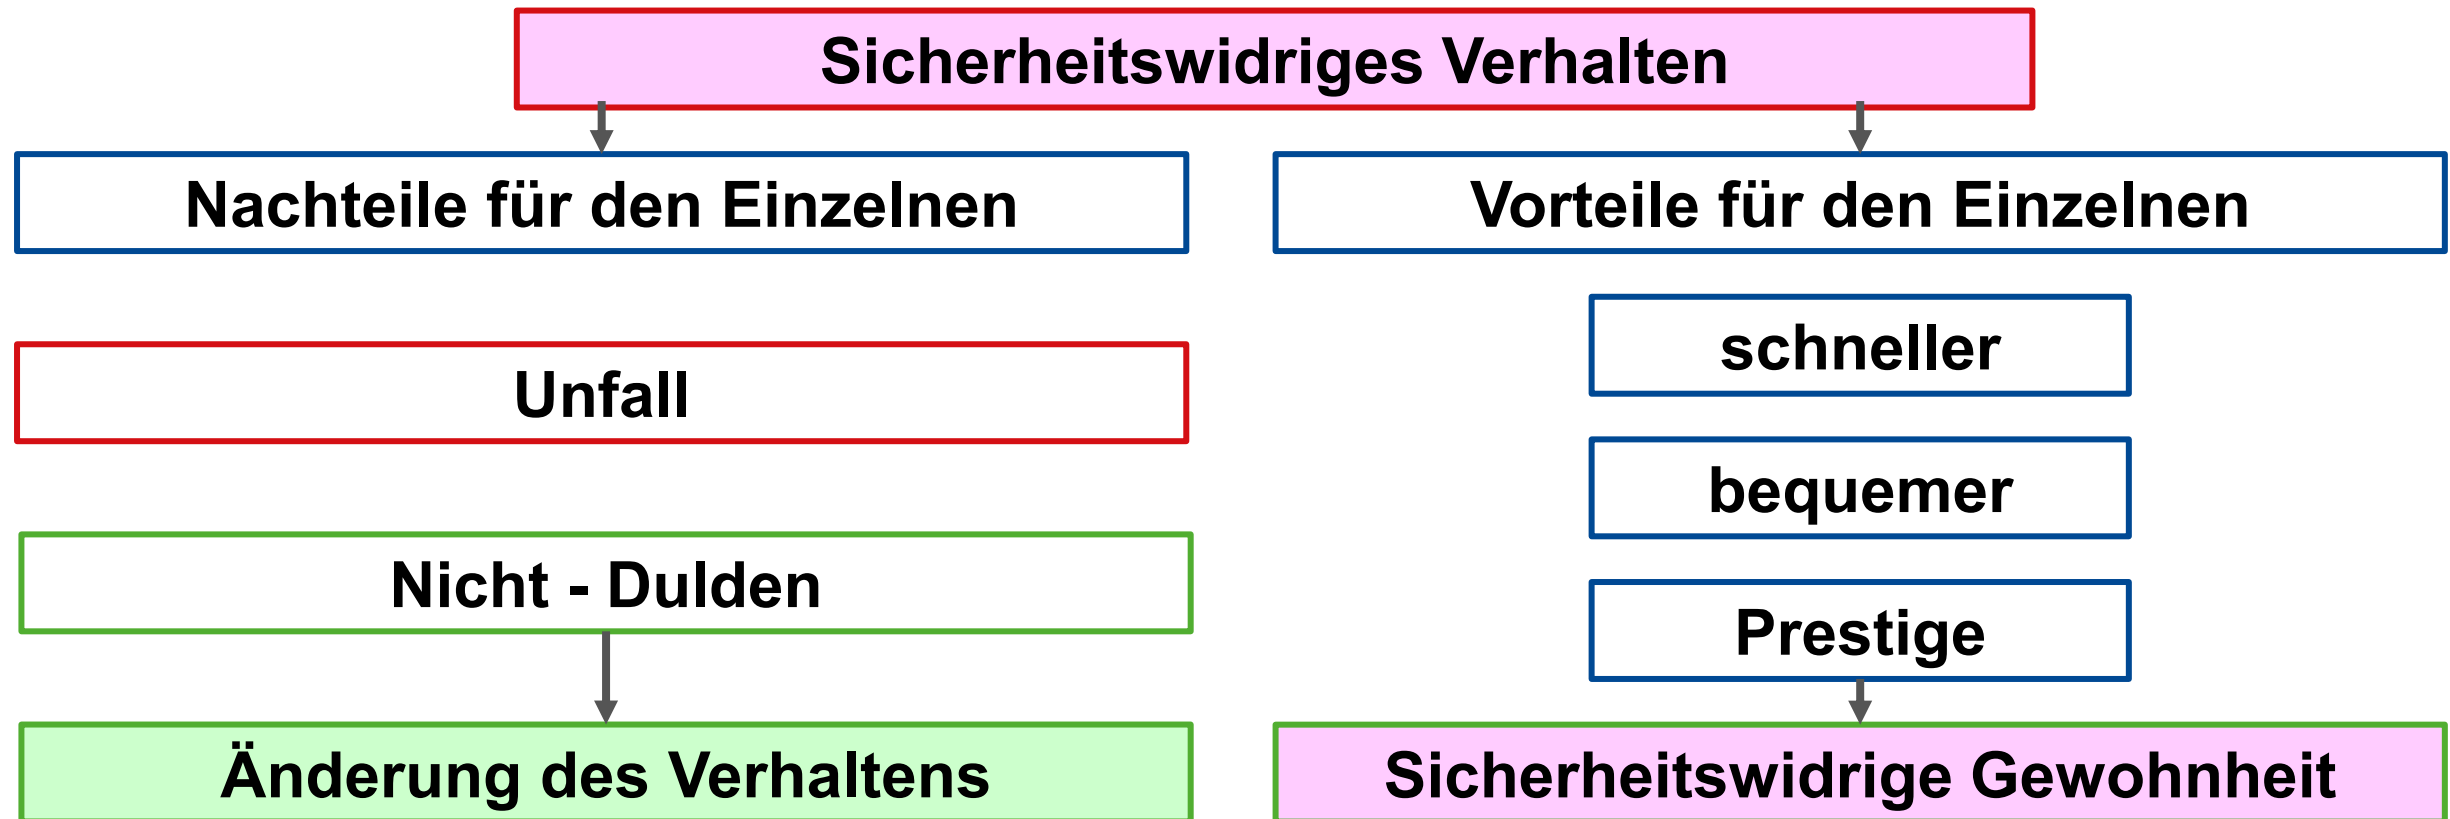 Sicherheitswidriges Verhalten
Nachteile für den Einzelnen
Vorteile für den Einzelnen
schneller
Unfall
bequemer
Nicht - Dulden
Prestige
Änderung des Verhaltens
Sicherheitswidrige Gewohnheit